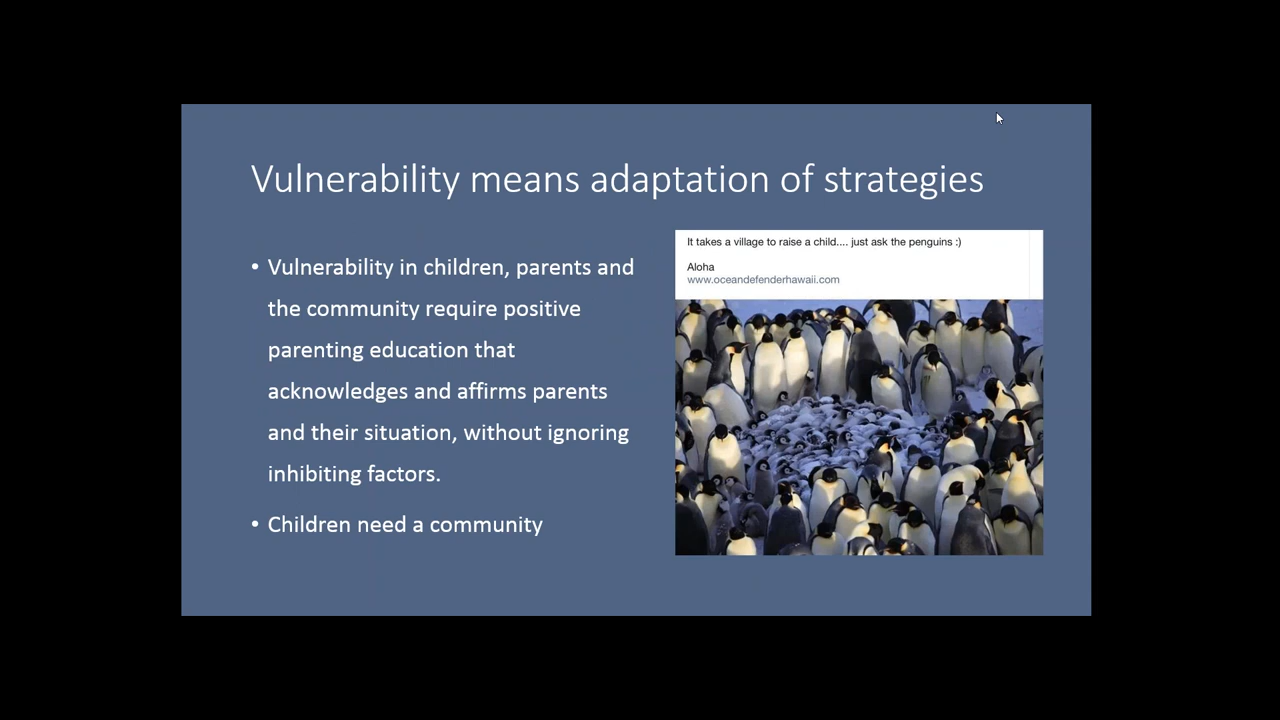 Vulnerability means adaptation of strategies
• Vulnerability in children, parents and
the community require positive
parenting education that
acknowledges and affirms parents
and their situation, without ignoring
inhibiting factors.
• Children need a community
It takes a village to raise a child.... just ask the penguins :)
Aloha
www.oceandefenderhawaii.com